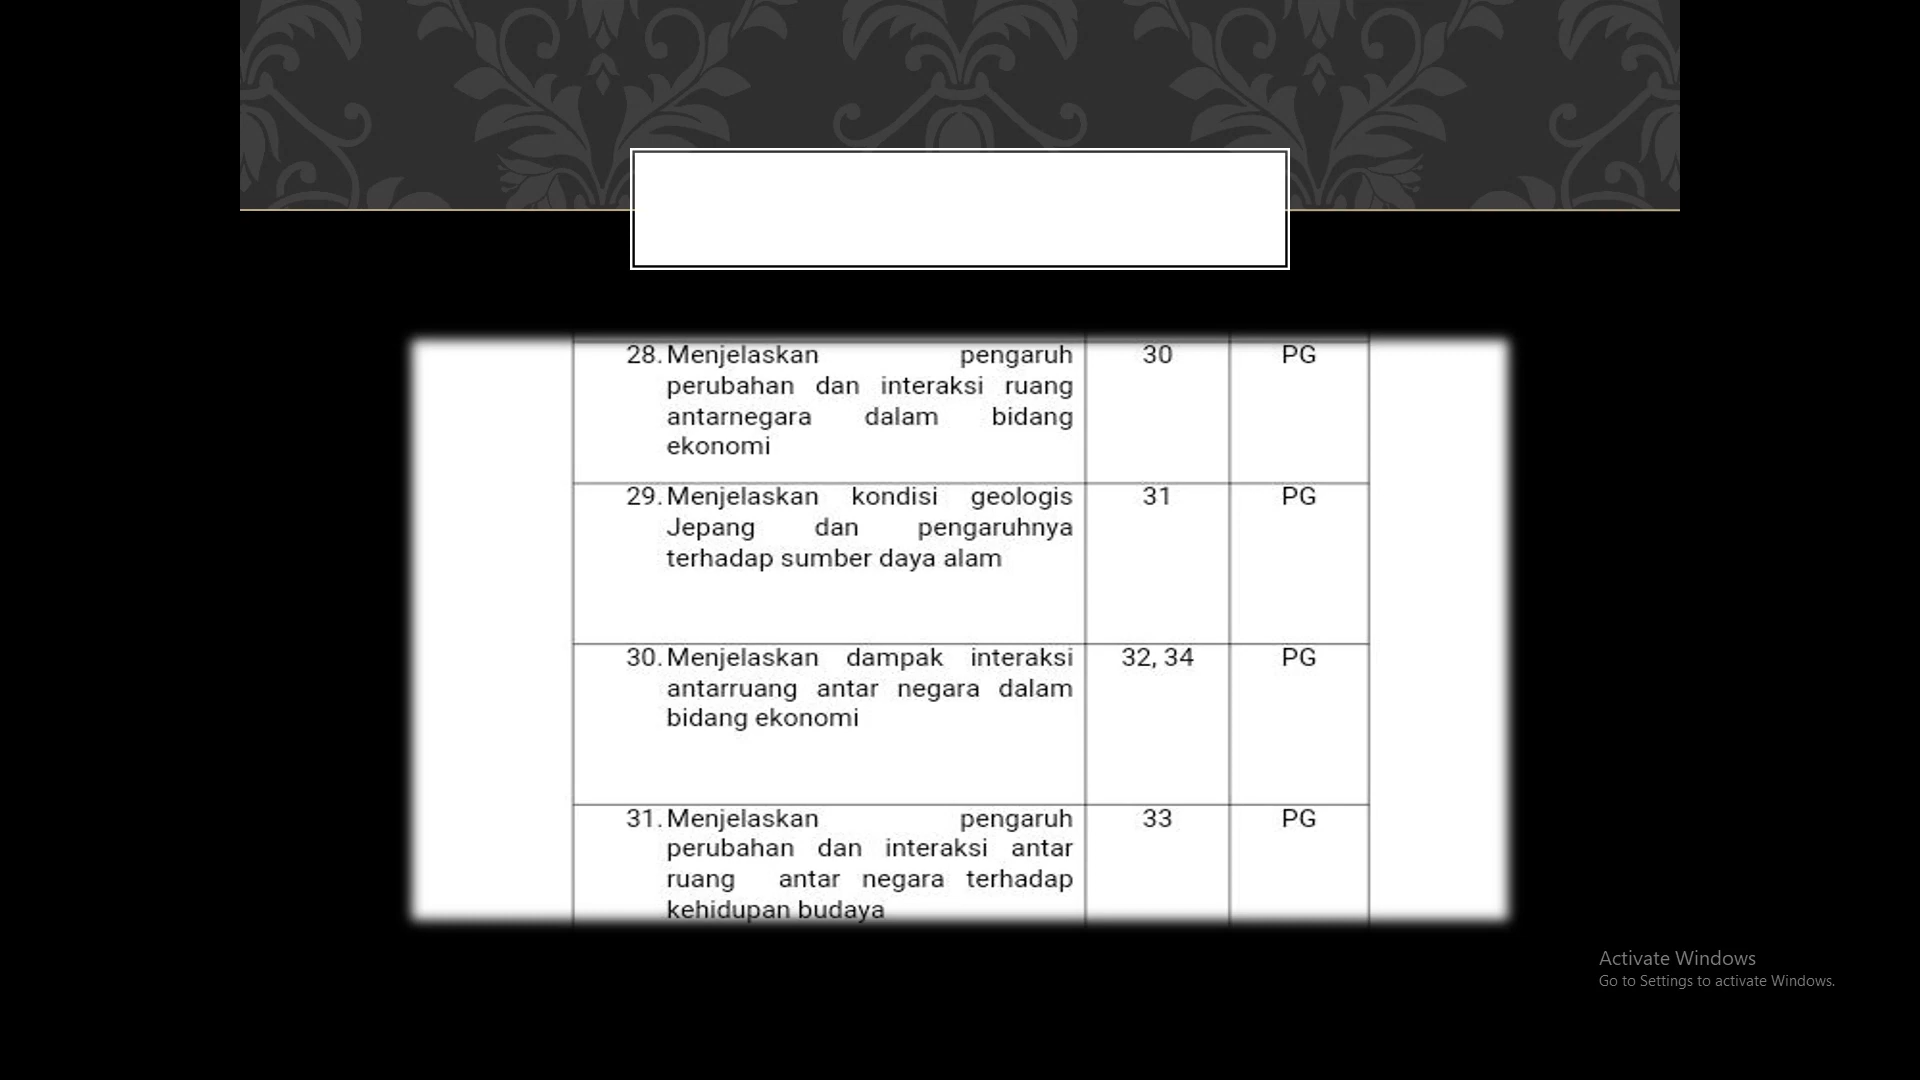 28. Menjelaskan pengaruh 30 PG
perubahan dan interaksi ruang
antarnegara dalam bidang
ekonomi
29. Menjelaskan kondisi geologis 31 PG
Jepang dan pengaruhnya
terhadap sumber daya alam
30. Menjelaskan dampak interaksi 32, 34 PG
antarruang antar negara dalam
bidang ekonomi
31. Menjelaskan pengaruh 33 PG
perubahan dan interaksi antar
ruang antar negara terhadap
kehidupan budaya
Activate Windows
Go to Settings to activate Windows.